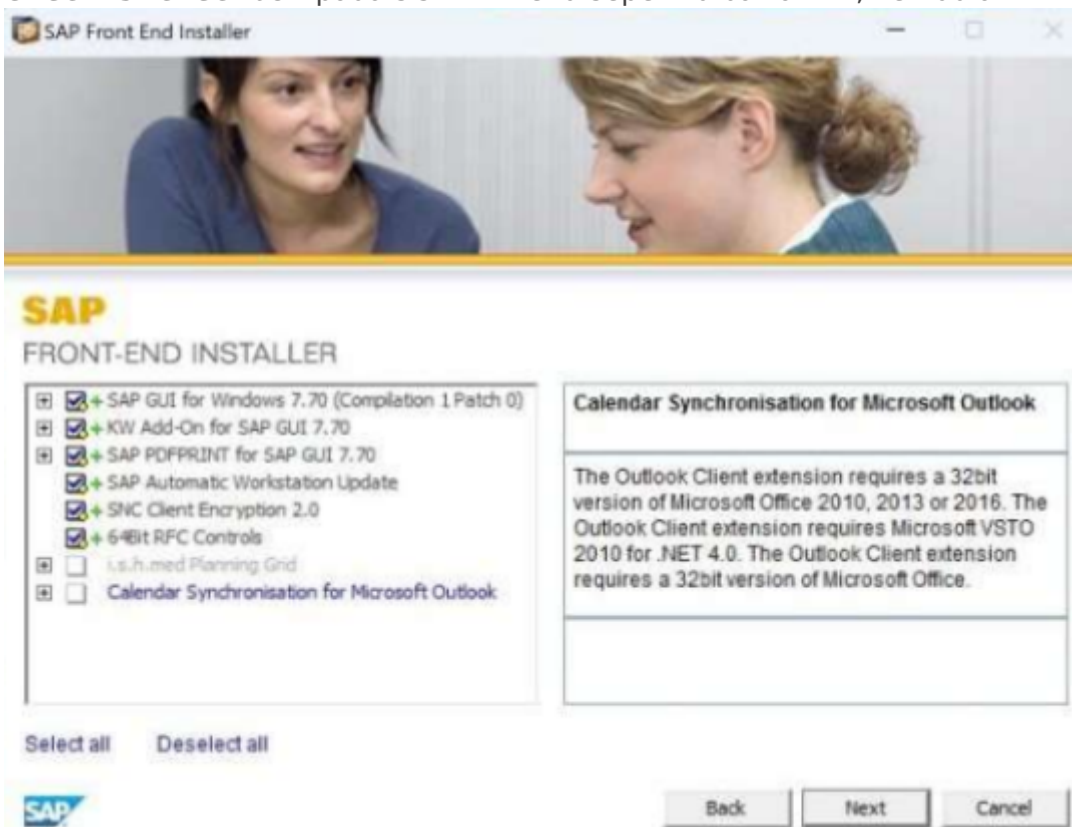 SAP Front End Installer
SAP
FRONT-END INSTALLER
SAP GUI for Windows 7.70 (Compilation 1 Patch 0)
KW Add-On for SAP GUI 7.70
SAP PDFPRINT for SAP GUI 7.70
SAP Automatic Workstation Update
SNC Client Encryption 2.0
64Bit RFC Controls
i.s.h.med Planning Grid
Calendar Synchronisation for Microsoft Outlook
Calendar Synchronisation for Microsoft Outlook
The Outlook Client extension requires a 32bit
version of Microsoft Office 2010, 2013 or 2016. The
Outlook Client extension requires Microsoft VSTO
2010 for .NET 4.0. The Outlook Client extension
requires a 32bit version of Microsoft Office.
Select all Deselect all
SAP
Back Next Cancel